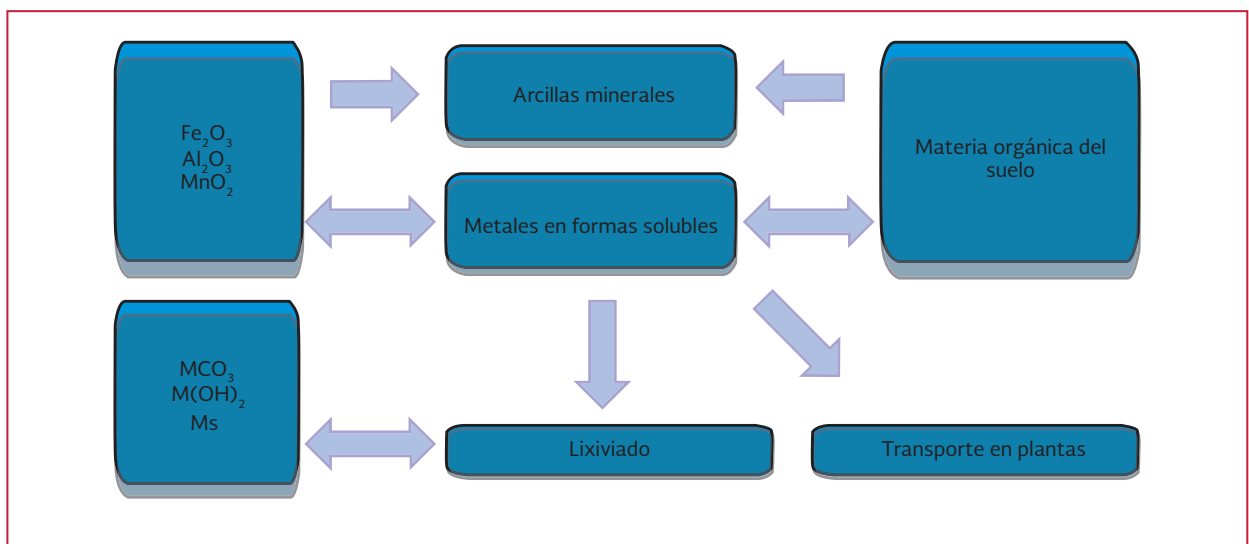 Fe₂O₃
Al₂O₃
MnO₂
Arcillas minerales
Materia orgánica del
suelo
Metales en formas solubles
MCO₃
M(OH)₂
Ms
Lixiviado
Transporte en plantas